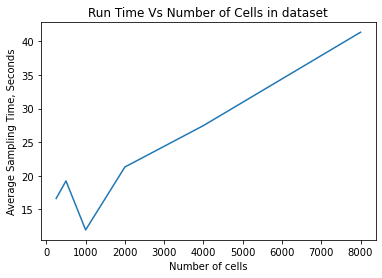 Run Time Vs Number of Cells in dataset
Average Sampling Time, Seconds
40
35
30
25
20
15
0 1000 2000 3000 4000 5000 6000 7000 8000
Number of cells